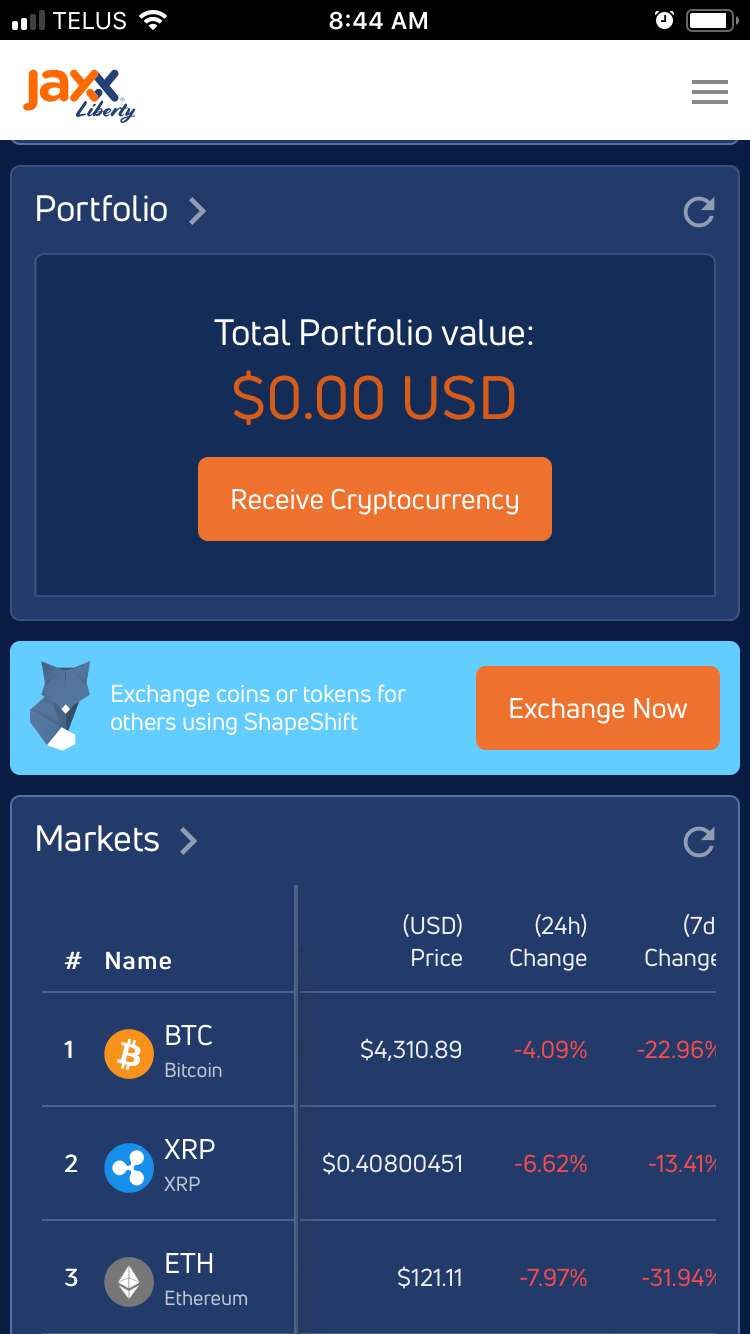 TELUS 8:44 AM
jaxx
Liberty
Portfolio
Total Portfolio value:
$0.00 USD
Receive Cryptocurrency
Exchange coins or tokens for
others using ShapeShift
Exchange Now
Markets
# Name (USD) Price (24h) Change (7d Change
1 BTC Bitcoin $4,310.89 -4.09% -22.96%
2 XRP XRP $0.40800451 -6.62% -13.41%
3 ETH Ethereum $121.11 -7.97% -31.94%